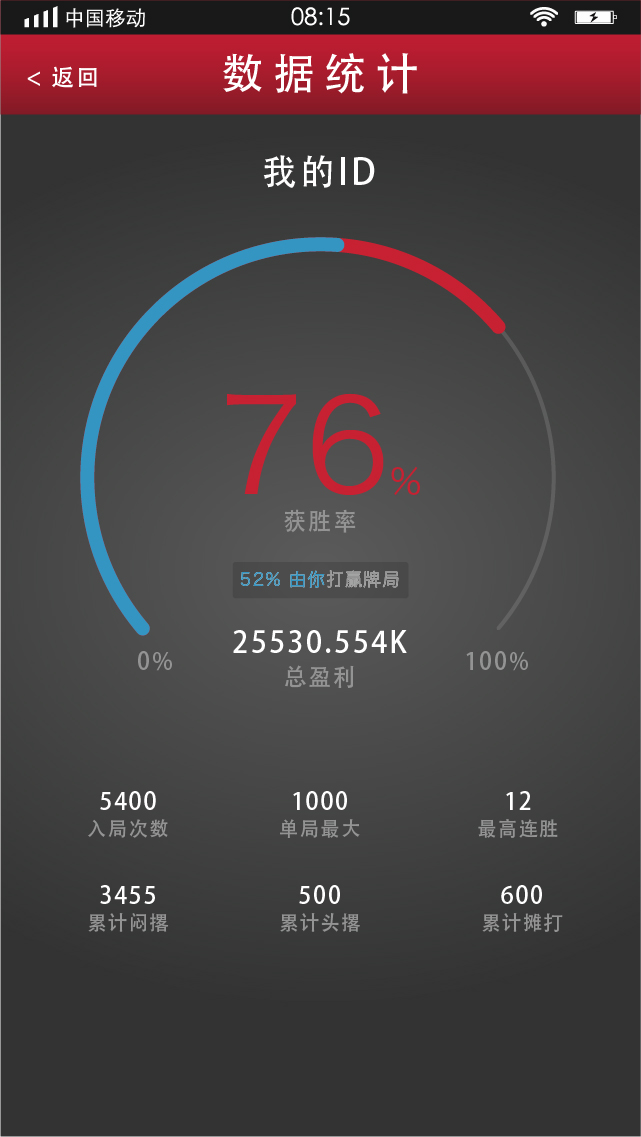 中国移动 08:15
< 返回 数据统计
我的ID
76%
获胜率
52% 由你打赢牌局
25530.554K
0% 100%
总盈利
5400 1000 12
入局次数 单局最大 最高连胜
3455 500 600
累计闷撂 累计头撂 累计摊打